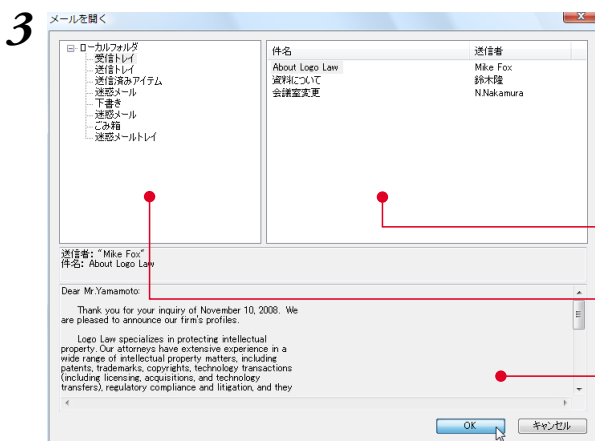 3
メールを開く
ローカルフォルダ
受信トレイ
送信トレイ
送信済みアイテム
迷惑メール
下書き
迷惑メール
ごみ箱
迷惑メールトレイ
件名 送信者
About Logo Law Mike Fox
資料について 鈴木隆
会議室変更 N.Nakamura
送信者: "Mike Fox"
件名: About Logo Law
Dear Mr.Yamamoto:
Thank you for your inquiry of November 10, 2008. We
are pleased to announce our firm's profiles.
Logo Law specializes in protecting intellectual
property. Our attorneys have extensive experience in a
wide range of intellectual property matters, including
patents, trademarks, copyrights, technology transactions
(including licensing, acquisitions, and technology
transfers), regulatory compliance and litigation, and they
OK キャンセル